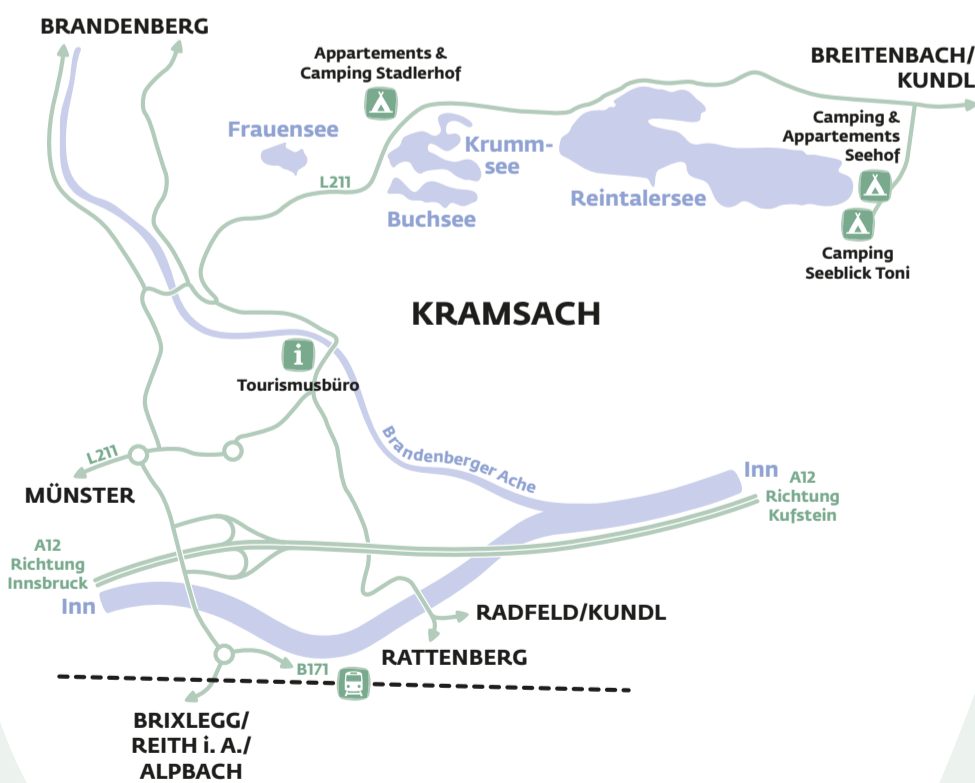 BRANDENBERG
Appartements &
Camping Stadlerhof
BREITENBACH/
KUNDL
Camping &
Appartements
Seehof
Frauensee
Krumm-
see
L211
Reintalersee
Buchsee
Camping
Seeblick Toni
KRAMSACH
i
Tourismusbüro
Brandenberger Ache
L211
MÜNSTER
Inn
A12
Richtung
Kufstein
A12
Richtung
Innsbruck
Inn
RADFELD/KUNDL
RATTENBERG
B171
BRIXLEGG/
REITH i. A./
ALPBACH